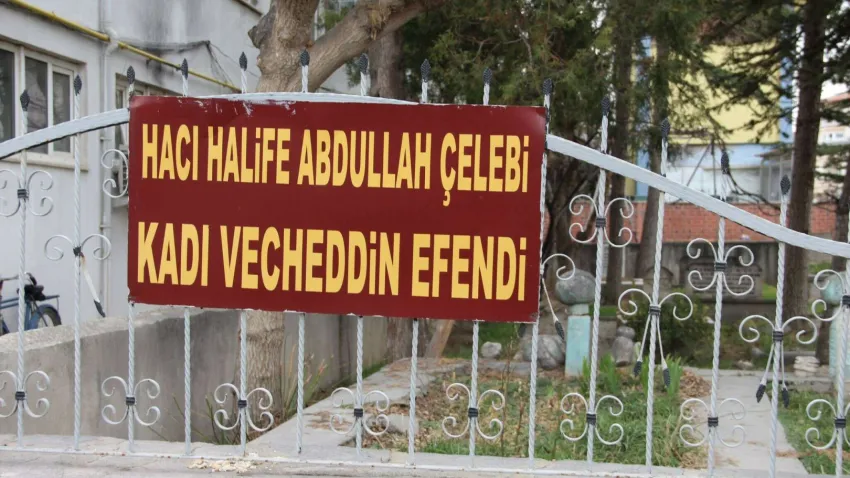 HACI HALİFE ABDULLAH ÇELEBİ
KADI VECHEDDİN EFENDİ